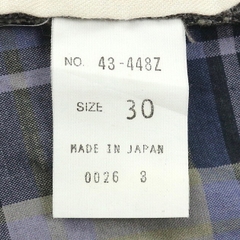 NO. 43-448Z
SIZE 30
MADE IN JAPAN
0026 3